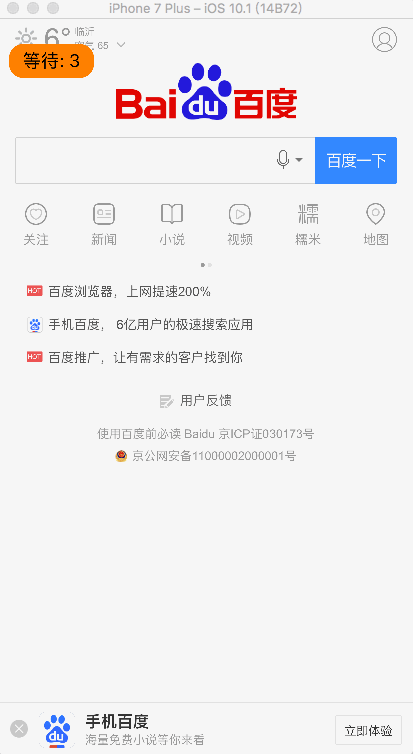 iPhone 7 Plus – iOS 10.1 (14B72)
6° 临沂
空气 65
等待: 3
Bai du 百度
百度一下
关注 新闻 小说 视频 糯米 地图
HOT 百度浏览器，上网提速200%
手机百度， 6亿用户的极速搜索应用
HOT 百度推广，让有需求的客户找到你
用户反馈
使用百度前必读 Baidu 京ICP证030173号
京公网安备11000002000001号
du 手机百度
海量免费小说等你来看
立即体验